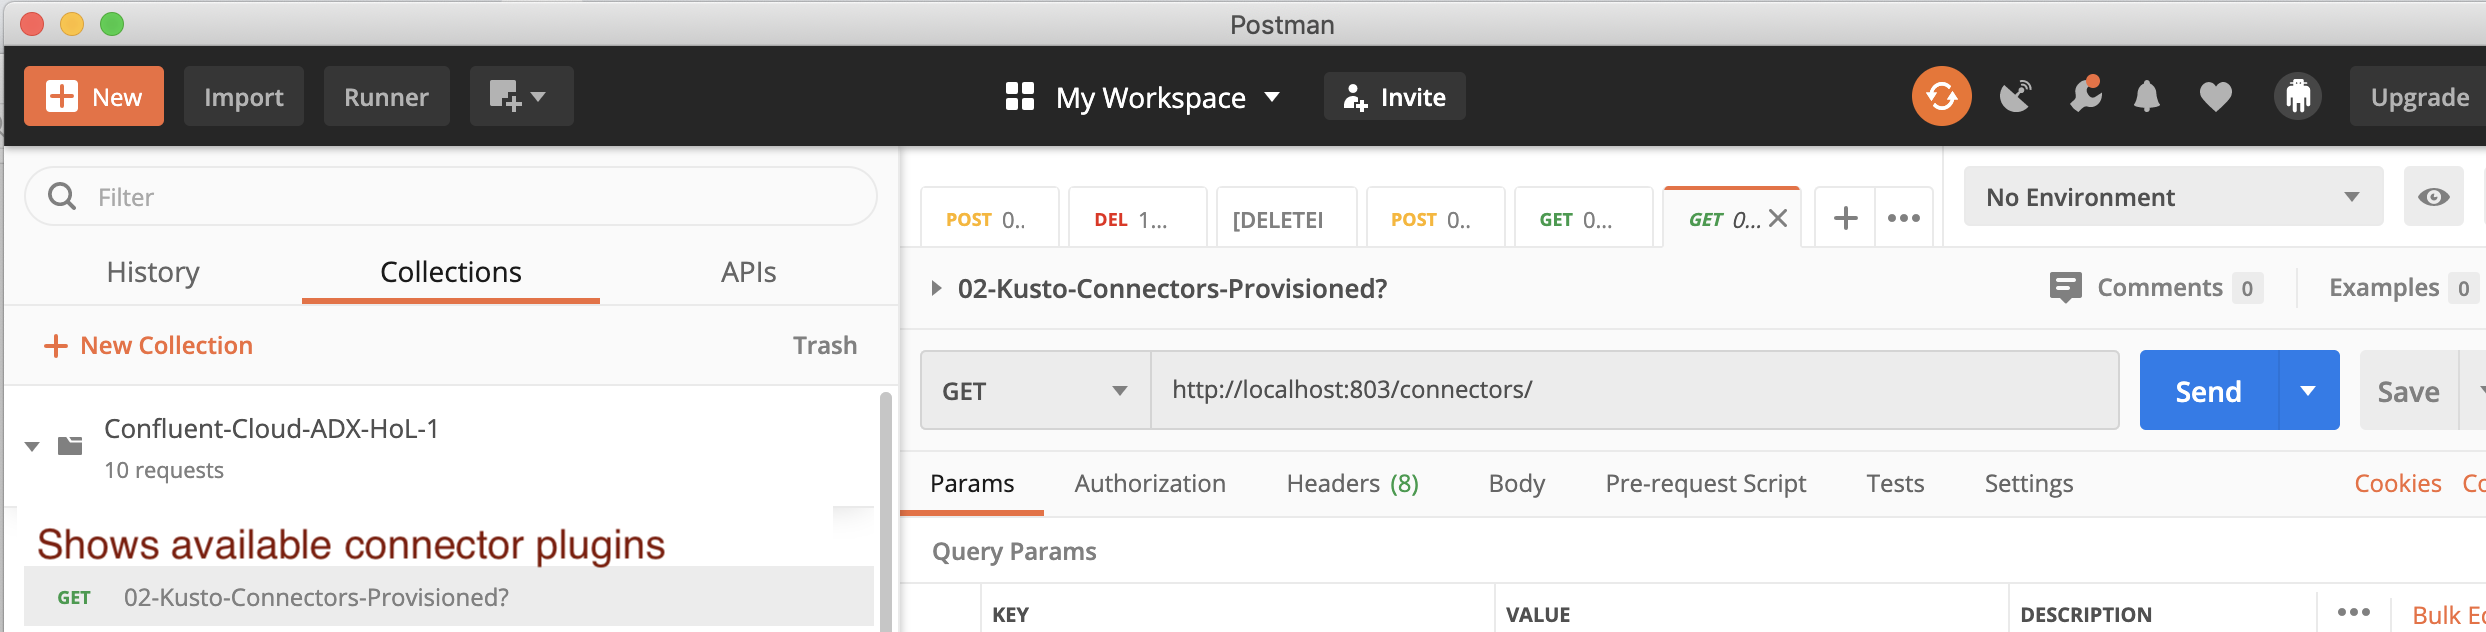 Postman
New Import Runner My Workspace Invite Upgrade
Filter
POST 0.. DEL 1... [DELETEI POST 0.. GET 0... GET 0... No Environment
History Collections APIs
02-Kusto-Connectors-Provisioned? Comments 0 Examples 0
New Collection Trash
GET http://localhost:803/connectors/ Send Save
Confluent-Cloud-ADX-HoL-1
10 requests
Params Authorization Headers (8) Body Pre-request Script Tests Settings Cookies
Shows available connector plugins
Query Params
GET 02-Kusto-Connectors-Provisioned?
KEY VALUE DESCRIPTION Bulk